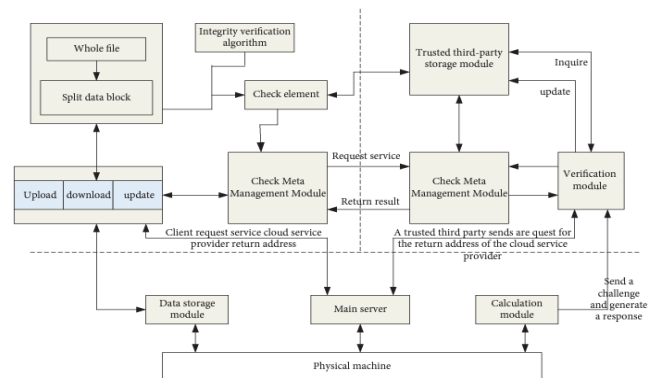 Whole file
Split data block
Integrity verification
algorithm
Check element
Trusted third-party
storage module
Inquire
update
Upload
download
update
Check Meta
Management Module
Request service
Return result
Check Meta
Management Module
Verification
module
Client request service cloud service
provider return address
A trusted third party sends are quest for
the return address of the cloud service
provider
Data storage
module
Main server
Calculation
module
Send a
challenge
and generate
a response
Physical machine